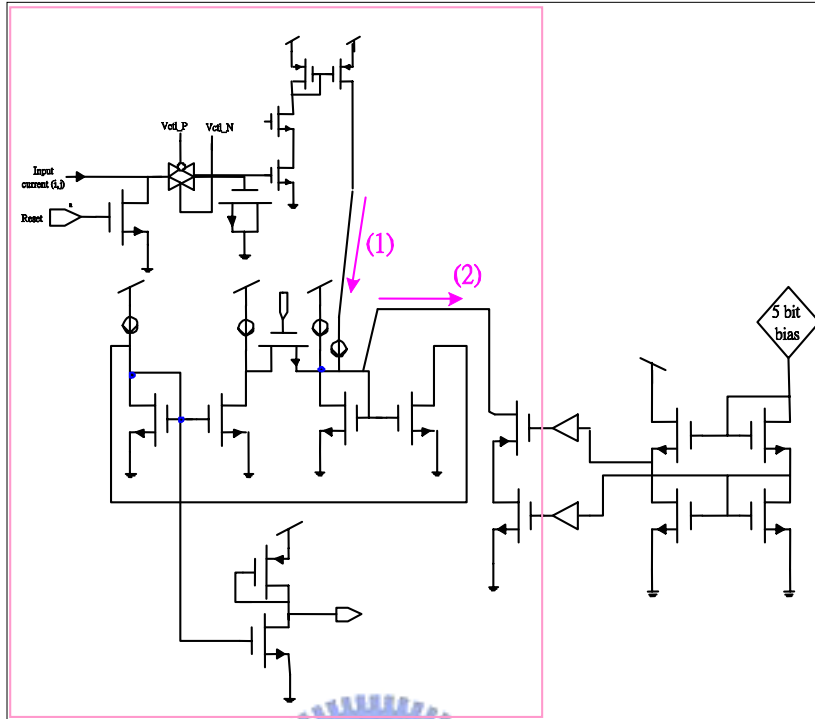 Vctl_P
Vctl_N
Input
current (i,j)
Reset
(1)
(2)
5 bit
bias